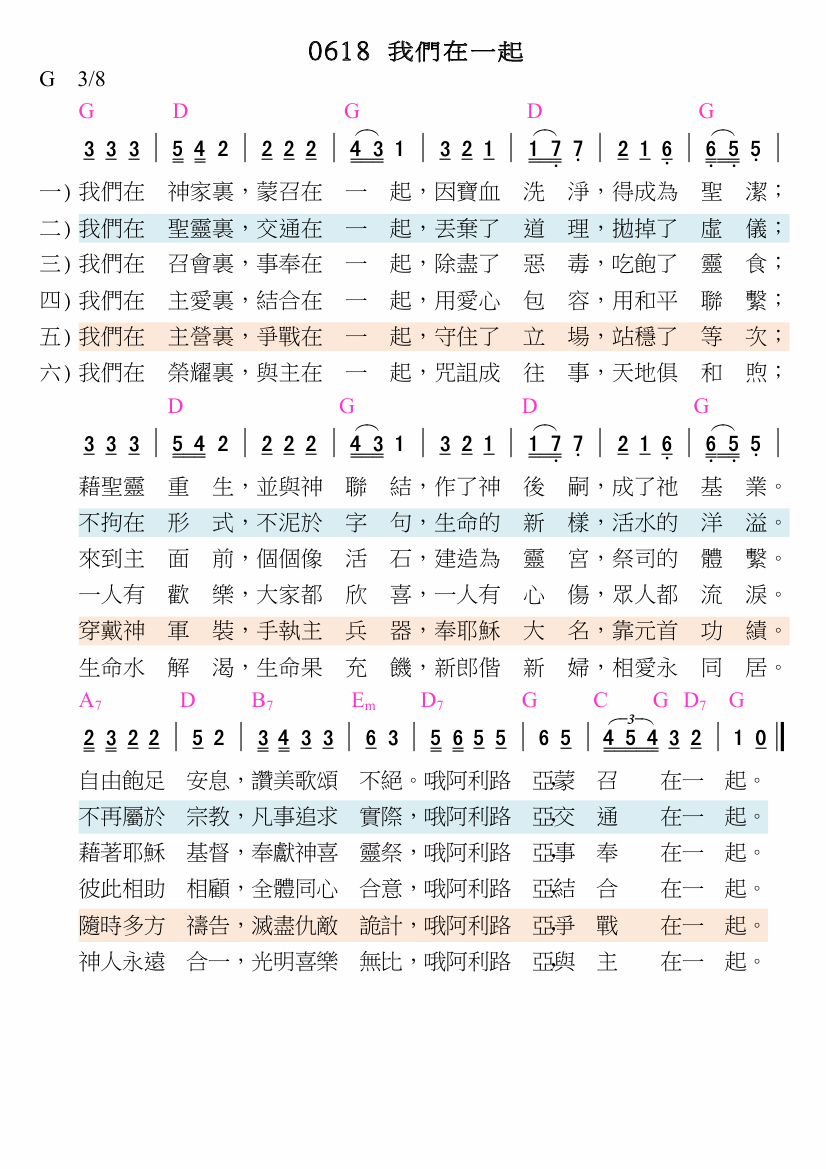 0618 我們在一起
G 3/8
G D G D G
3 3 3 | 5 4 2 | 2 2 2 | 4 3 1 | 3 2 1 | 1 7 7 | 2 1 6 | 6 5 5 |
一) 我們在 神家裏，蒙召在 一 起，因寶血 洗 淨，得成為 聖 潔；
二) 我們在 聖靈裏，交通在 一 起，丟棄了 道 理，拋掉了 虛 儀；
三) 我們在 召會裏，事奉在 一 起，除盡了 惡 毒，吃飽了 靈 食；
四) 我們在 主愛裏，結合在 一 起，用愛心 包 容，用和平 聯 繫；
五) 我們在 主營裏，爭戰在 一 起，守住了 立 場，站穩了 等 次；
六) 我們在 榮耀裏，與主在 一 起，咒詛成 往 事，天地俱 和 煦；
D G D G
3 3 3 | 5 4 2 | 2 2 2 | 4 3 1 | 3 2 1 | 1 7 7 | 2 1 6 | 6 5 5 |
藉聖靈 重 生，並與神 聯 結，作了神 後 嗣，成了祂 基 業。
不拘在 形 式，不泥於 字 句，生命的 新 樣，活水的 洋 溢。
來到主 面 前，個個像 活 石，建造為 靈 宮，祭司的 體 繫。
一人有 歡 樂，大家都 欣 喜，一人有 心 傷，眾人都 流 淚。
穿戴神 軍 裝，手執主 兵 器，奉耶穌 大 名，靠元首 功 績。
生命水 解 渴，生命果 充 饑，新郎偕 新 婦，相愛永 同 居。
A7 D B7 Em D7 G C G D7 G
2 3 2 2 | 5 2 | 3 4 3 3 | 6 3 | 5 6 5 5 | 6 5 | 3 4 5 4 3 2 | 1 0 ‖
自由飽足 安息，讚美歌頌 不絕。哦阿利路 亞，蒙 召 在一 起。
不再屬於 宗教，凡事追求 實際，哦阿利路 亞，交 通 在一 起。
藉著耶穌 基督，奉獻神喜 靈祭，哦阿利路 亞，事 奉 在一 起。
彼此相助 相顧，全體同心 合意，哦阿利路 亞，結 合 在一 起。
隨時多方 禱告，滅盡仇敵 詭計，哦阿利路 亞，爭 戰 在一 起。
神人永遠 合一，光明喜樂 無比，哦阿利路 亞，與 主 在一 起。